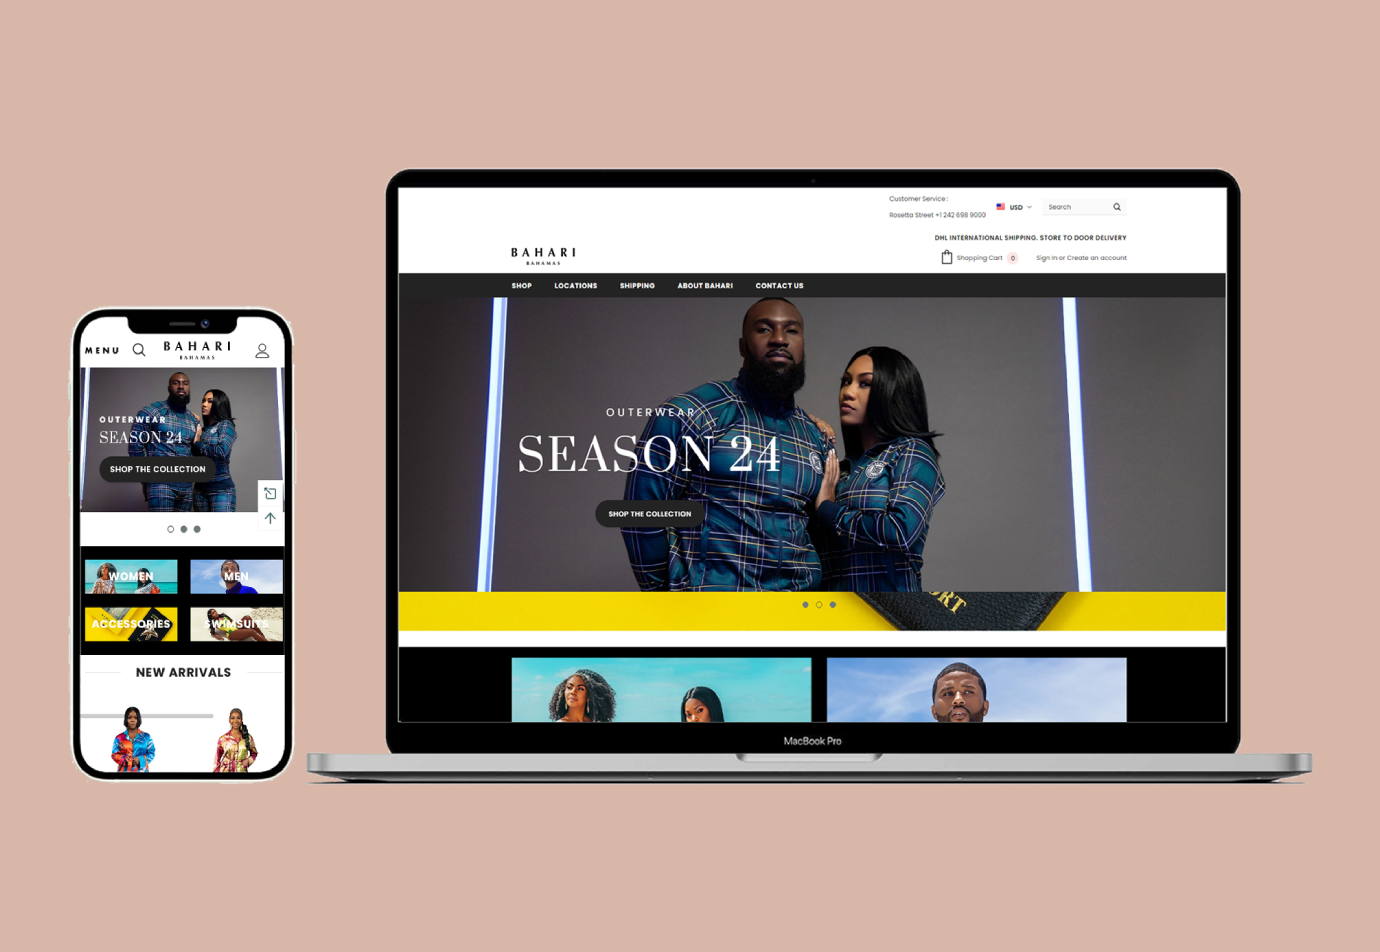 MENU
BAHARI
BAHAMAS
OUTERWEAR
SEASON 24
SHOP THE COLLECTION
WOMEN
MEN
ACCESSORIES
SWIMSUITS
NEW ARRIVALS
Customer Service :
Rosetta Street +1 242 698 9000
USD
Search
DHL INTERNATIONAL SHIPPING. STORE TO DOOR DELIVERY
BAHARI
BAHAMAS
Shopping Cart 0
Sign In or Create an account
SHOP LOCATIONS SHIPPING ABOUT BAHARI CONTACT US
OUTERWEAR
SEASON 24
SHOP THE COLLECTION
MacBook Pro